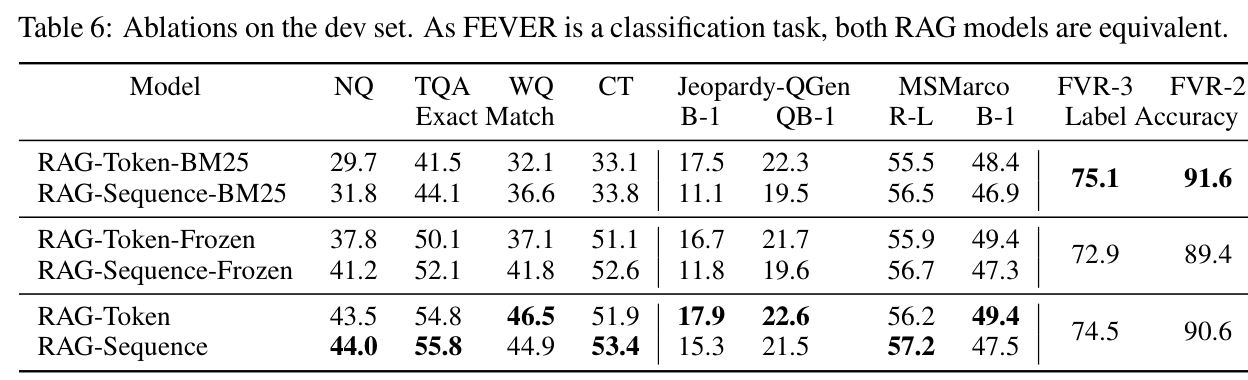 Table 6: Ablations on the dev set. As FEVER is a classification task, both RAG models are equivalent.
Model NQ TQA WQ CT Jeopardy-QGen MSMarco FVR-3 FVR-2
Exact Match B-1 QB-1 R-L B-1 Label Accuracy
RAG-Token-BM25 29.7 41.5 32.1 33.1 17.5 22.3 55.5 48.4
75.1 91.6
RAG-Sequence-BM25 31.8 44.1 36.6 33.8 11.1 19.5 56.5 46.9
RAG-Token-Frozen 37.8 50.1 37.1 51.1 16.7 21.7 55.9 49.4
72.9 89.4
RAG-Sequence-Frozen 41.2 52.1 41.8 52.6 11.8 19.6 56.7 47.3
RAG-Token 43.5 54.8 46.5 51.9 17.9 22.6 56.2 49.4
74.5 90.6
RAG-Sequence 44.0 55.8 44.9 53.4 15.3 21.5 57.2 47.5